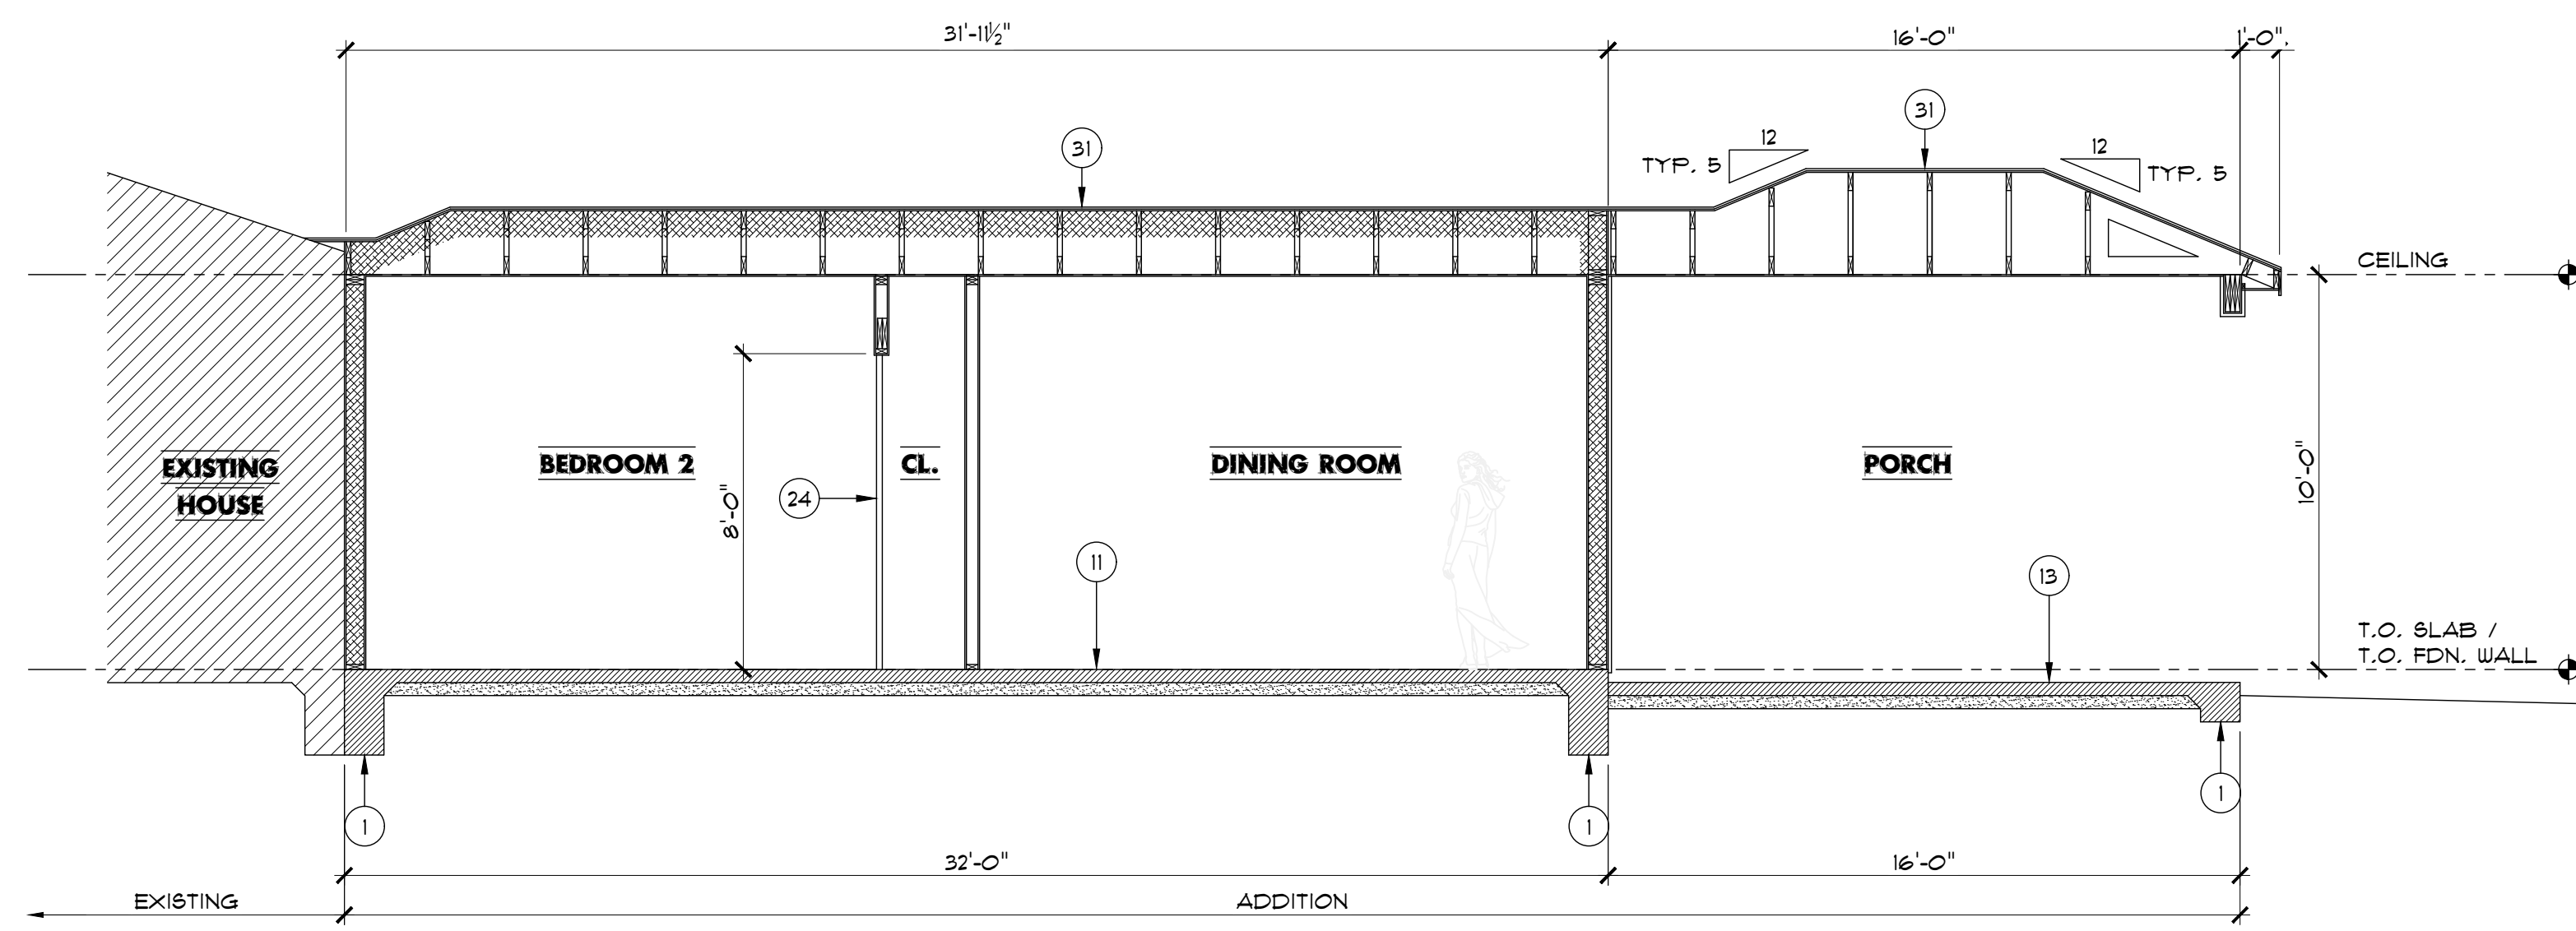 31'-11½"
16'-0"
1'-0".
31
31
12
TYP. 5
12
TYP. 5
CEILING
EXISTING
HOUSE
BEDROOM 2
CL.
DINING ROOM
PORCH
8'-0"
24
10'-0"
11
13
T.O. SLAB /
T.O. FDN. WALL
1
1
1
32'-0"
16'-0"
EXISTING
ADDITION